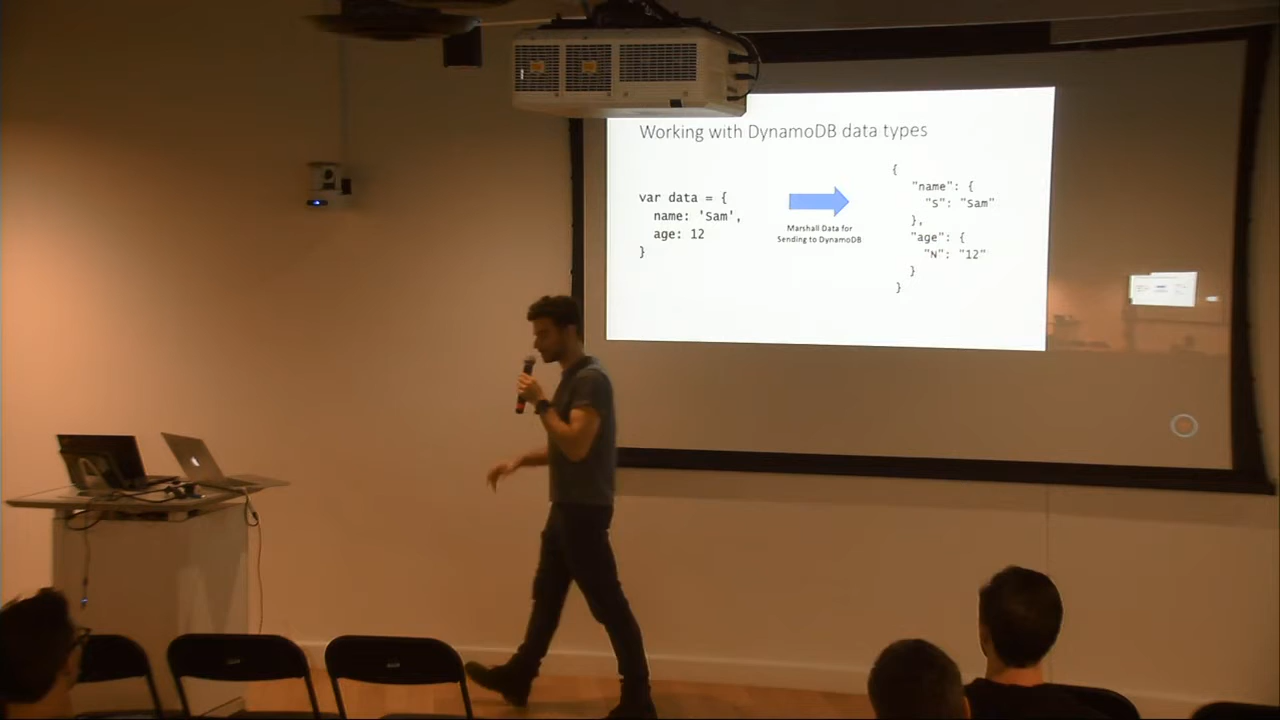 Working with DynamoDB data types
var data = {
name: 'Sam',
age: 12
}
Marshall Data for
Sending to DynamoDB
{
"name": {
"S": "Sam"
},
"age": {
"N": "12"
}
}